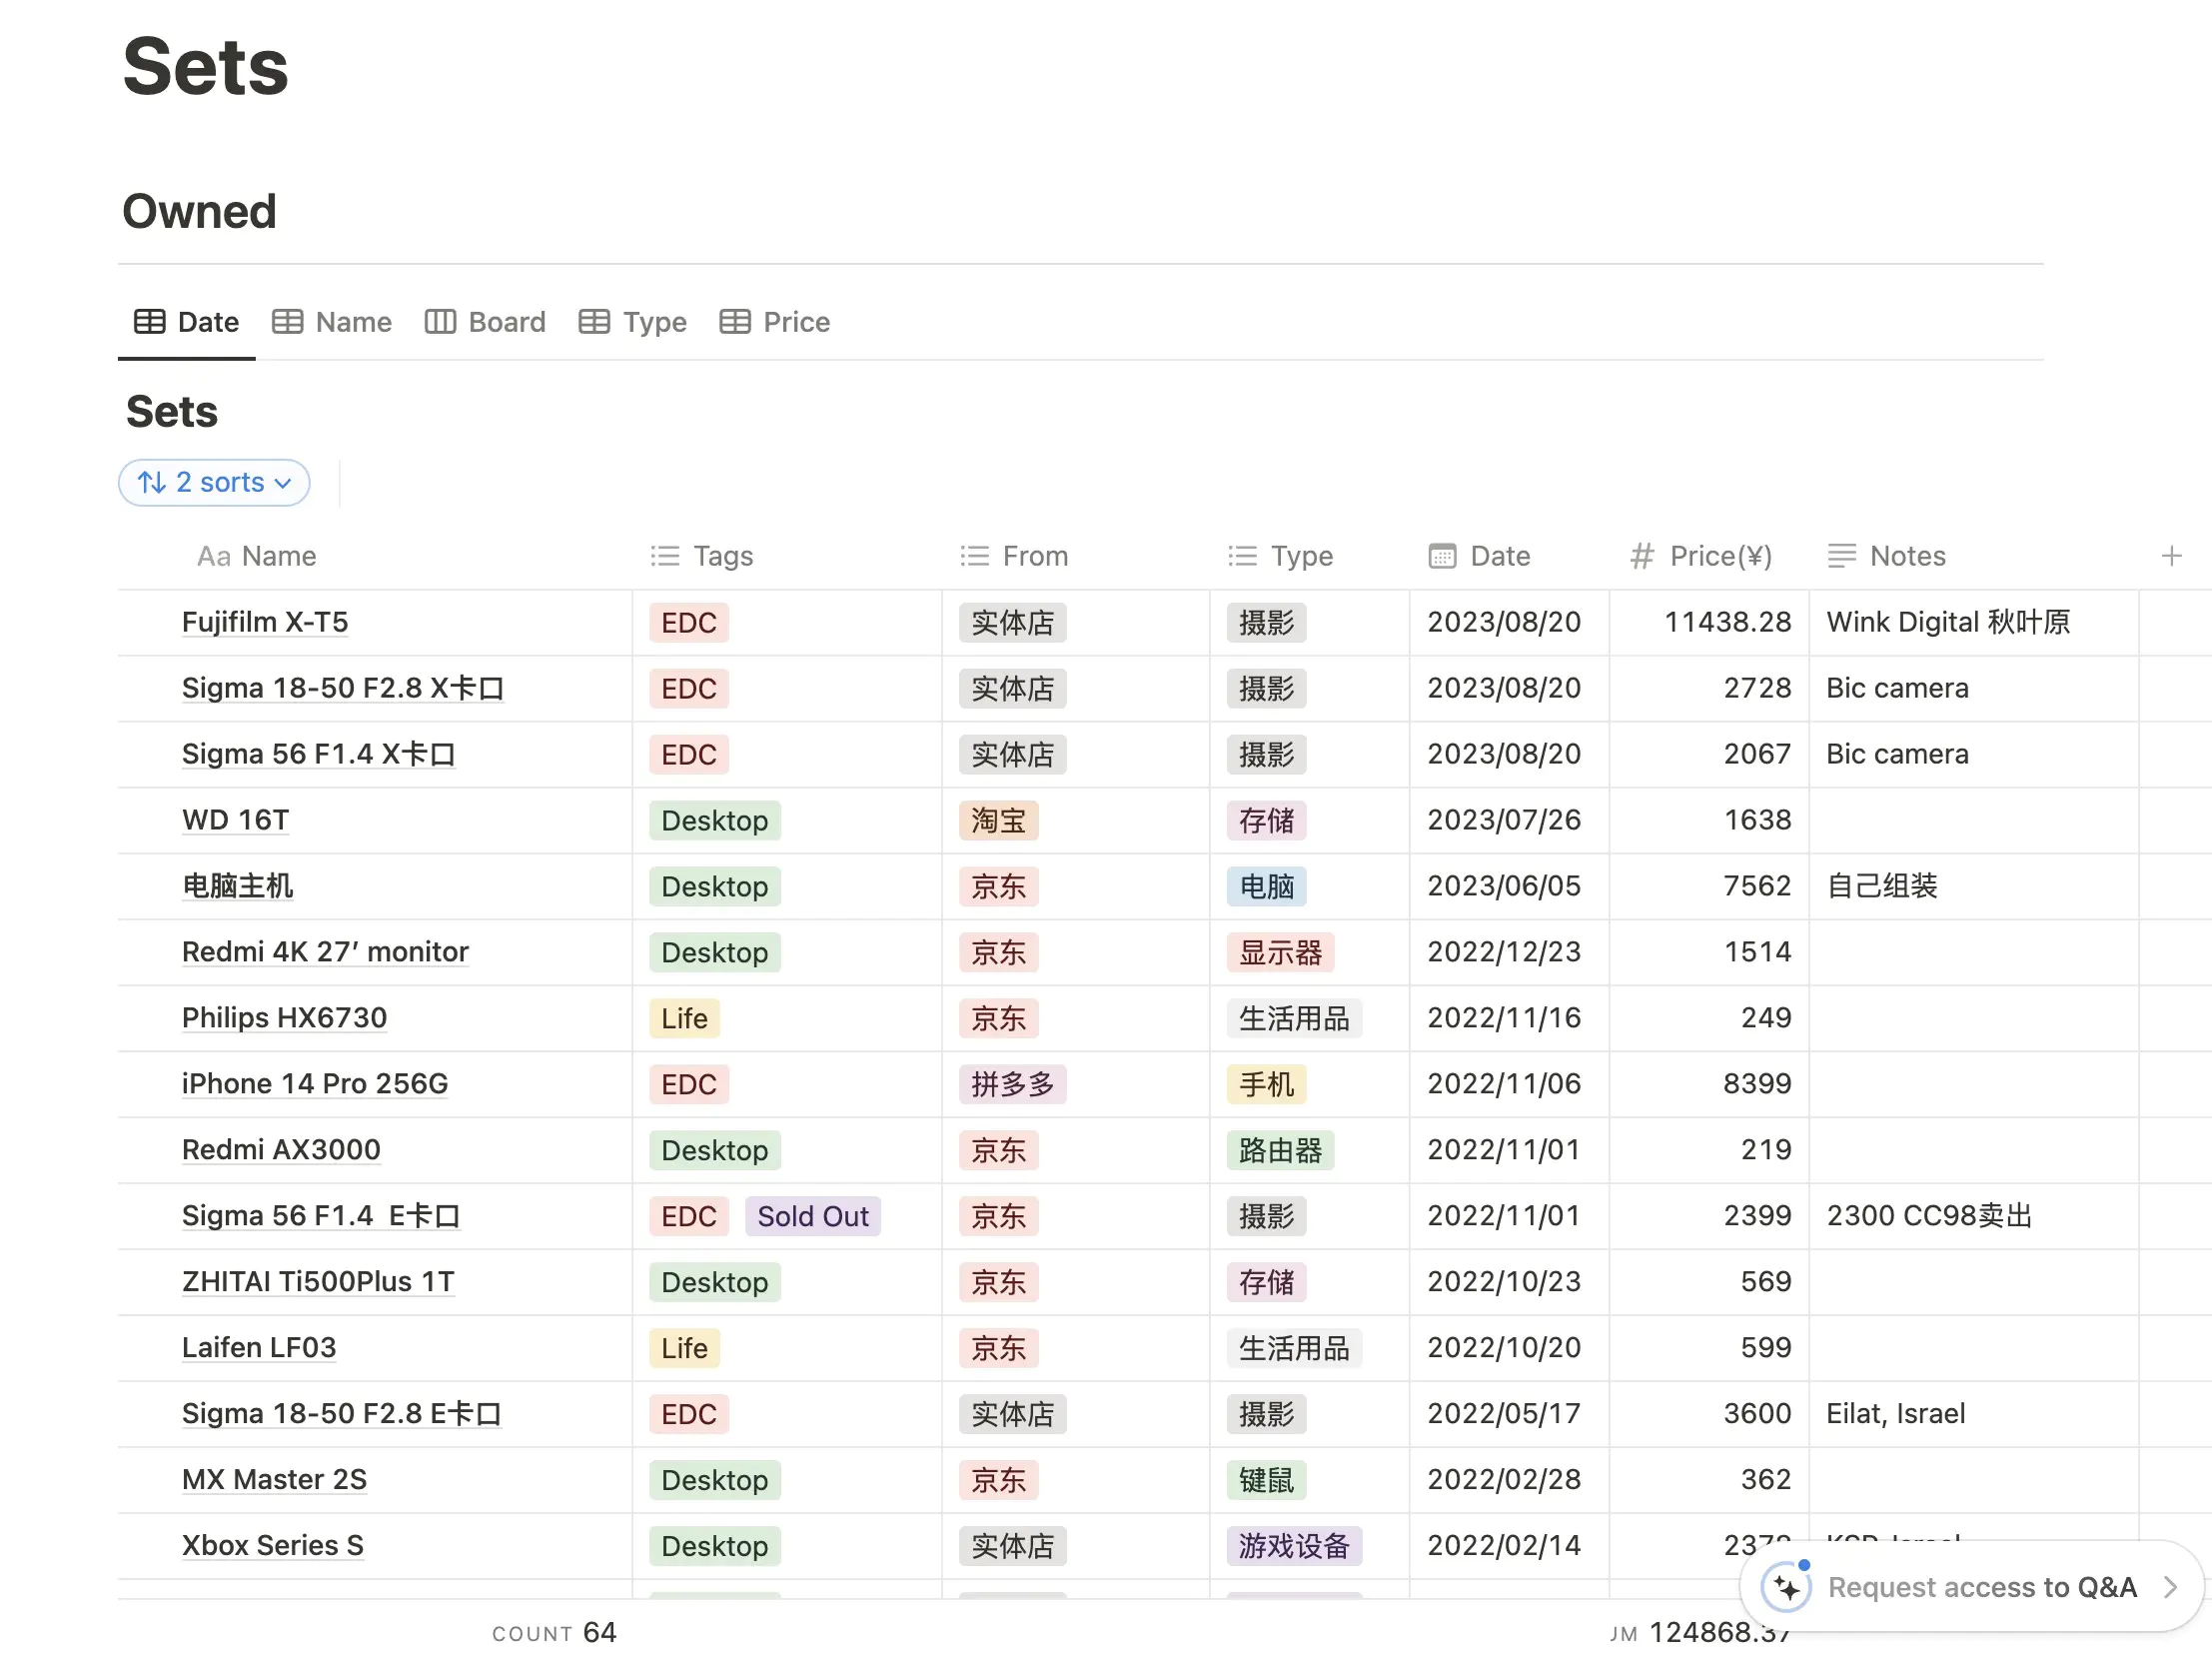 Sets
Owned
Date Name Board Type Price
Sets
2 sorts
Aa Name Tags From Type Date # Price(¥) Notes +
Fujifilm X-T5 EDC 实体店 摄影 2023/08/20 11438.28 Wink Digital 秋叶原
Sigma 18-50 F2.8 X卡口 EDC 实体店 摄影 2023/08/20 2728 Bic camera
Sigma 56 F1.4 X卡口 EDC 实体店 摄影 2023/08/20 2067 Bic camera
WD 16T Desktop 淘宝 存储 2023/07/26 1638
电脑主机 Desktop 京东 电脑 2023/06/05 7562 自己组装
Redmi 4K 27’ monitor Desktop 京东 显示器 2022/12/23 1514
Philips HX6730 Life 京东 生活用品 2022/11/16 249
iPhone 14 Pro 256G EDC 拼多多 手机 2022/11/06 8399
Redmi AX3000 Desktop 京东 路由器 2022/11/01 219
Sigma 56 F1.4 E卡口 EDC Sold Out 京东 摄影 2022/11/01 2399 2300 CC98卖出
ZHITAI Ti500Plus 1T Desktop 京东 存储 2022/10/23 569
Laifen LF03 Life 京东 生活用品 2022/10/20 599
Sigma 18-50 F2.8 E卡口 EDC 实体店 摄影 2022/05/17 3600 Eilat, Israel
MX Master 2S Desktop 京东 键鼠 2022/02/28 362
Xbox Series S Desktop 实体店 游戏设备 2022/02/14
Request access to Q&A
COUNT 64 124868.37